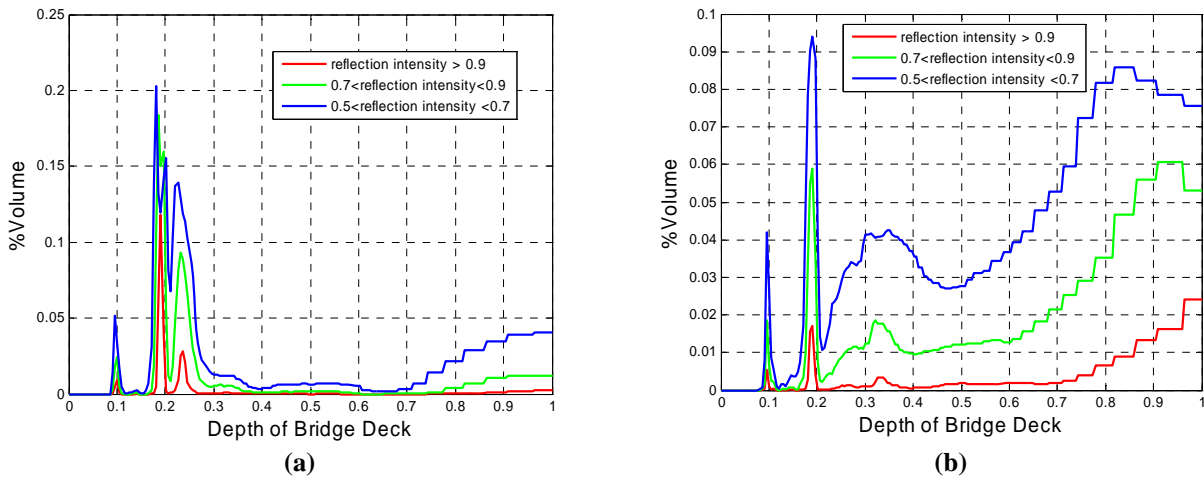 0.25
0.2
0.15
0.1
0.05
0
%Volume
reflection intensity > 0.9
0.7<reflection intensity<0.9
0.5<reflection intensity <0.7
0 0.1 0.2 0.3 0.4 0.5 0.6 0.7 0.8 0.9 1
Depth of Bridge Deck
(a)
0.1
0.09
0.08
0.07
0.06
0.05
0.04
0.03
0.02
0.01
0
%Volume
reflection intensity > 0.9
0.7<reflection intensity<0.9
0.5<reflection intensity <0.7
0 0.1 0.2 0.3 0.4 0.5 0.6 0.7 0.8 0.9 1
Depth of Bridge Deck
(b)